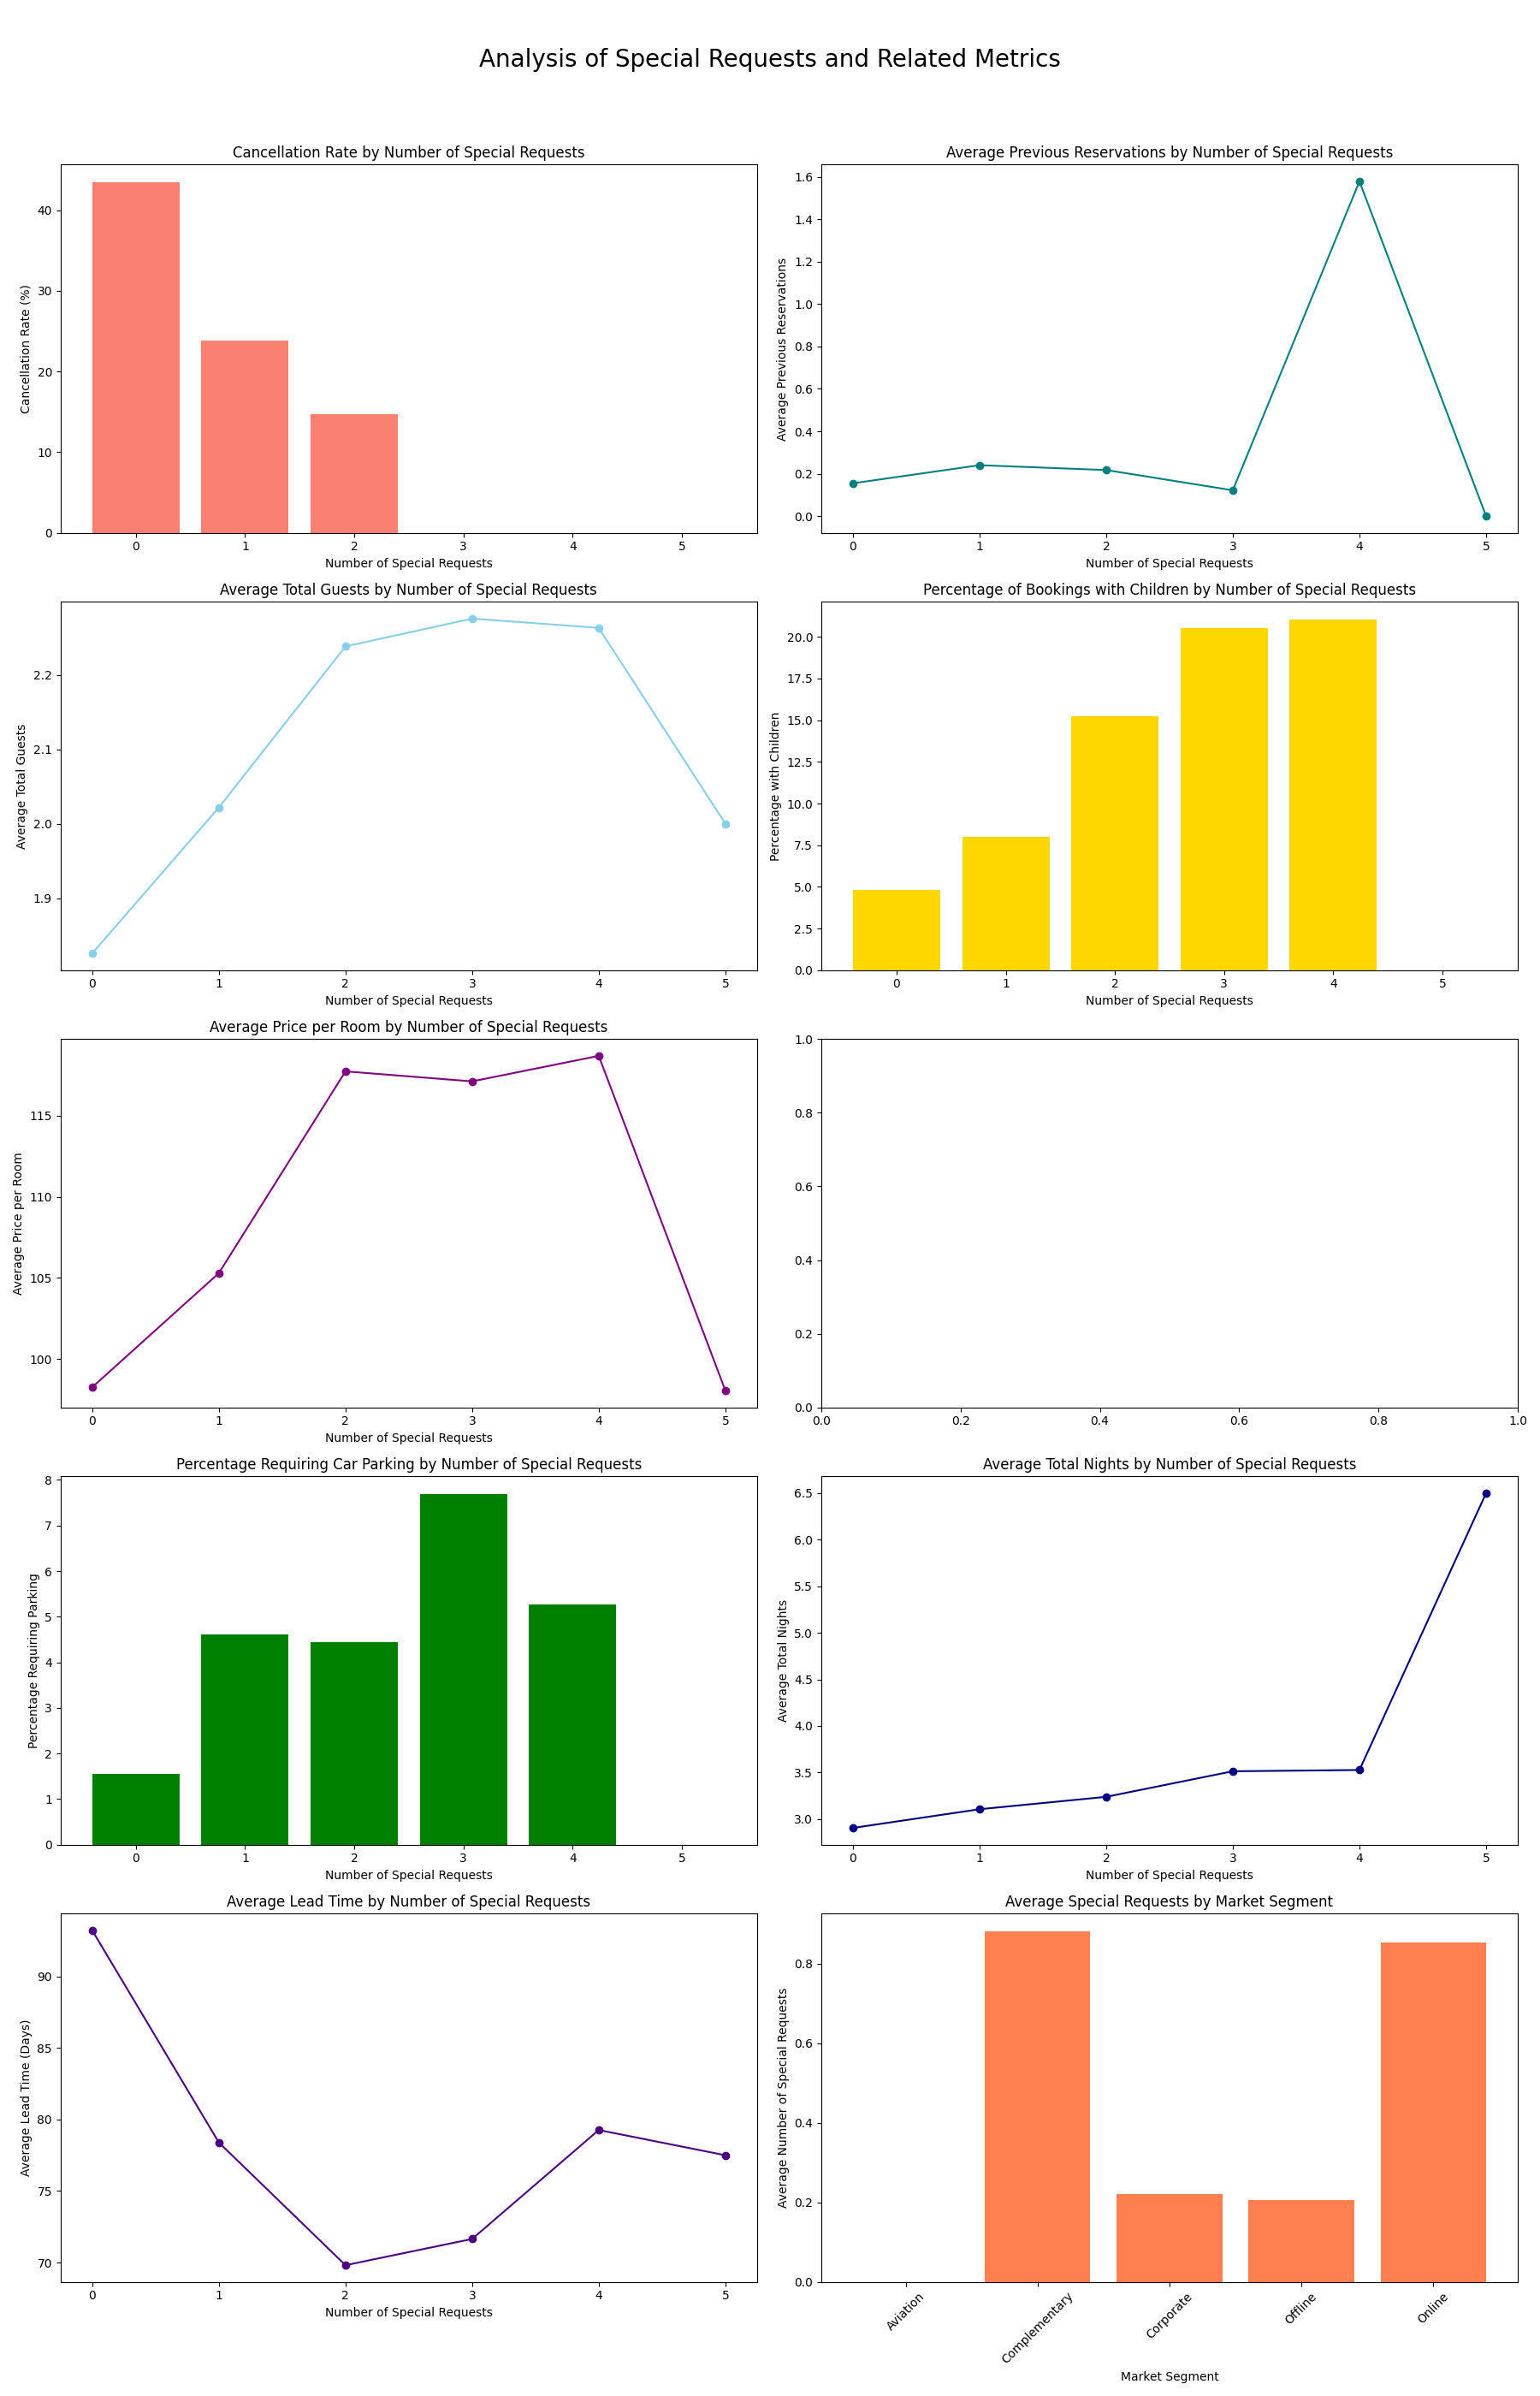 Analysis of Special Requests and Related Metrics
Cancellation Rate by Number of Special Requests
Cancellation Rate (%)
40
30
20
10
0
0 1 2 3 4 5
Number of Special Requests
Average Previous Reservations by Number of Special Requests
Average Previous Reservations
1.6
1.4
1.2
1.0
0.8
0.6
0.4
0.2
0.0
0 1 2 3 4 5
Number of Special Requests
Average Total Guests by Number of Special Requests
Average Total Guests
2.2
2.1
2.0
1.9
0 1 2 3 4 5
Number of Special Requests
Percentage of Bookings with Children by Number of Special Requests
Percentage with Children
20.0
17.5
15.0
12.5
10.0
7.5
5.0
2.5
0.0
0 1 2 3 4 5
Number of Special Requests
Average Price per Room by Number of Special Requests
Average Price per Room
115
110
105
100
0 1 2 3 4 5
Number of Special Requests
1.0
0.8
0.6
0.4
0.2
0.0
0.0 0.2 0.4 0.6 0.8 1.0
Percentage Requiring Car Parking by Number of Special Requests
Percentage Requiring Parking
8
7
6
5
4
3
2
1
0
0 1 2 3 4 5
Number of Special Requests
Average Total Nights by Number of Special Requests
Average Total Nights
6.5
6.0
5.5
5.0
4.5
4.0
3.5
3.0
0 1 2 3 4 5
Number of Special Requests
Average Lead Time by Number of Special Requests
Average Lead Time (Days)
90
85
80
75
70
0 1 2 3 4 5
Number of Special Requests
Average Special Requests by Market Segment
Average Number of Special Requests
0.8
0.6
0.4
0.2
0.0
Aviation Complementary Corporate Offline Online
Market Segment